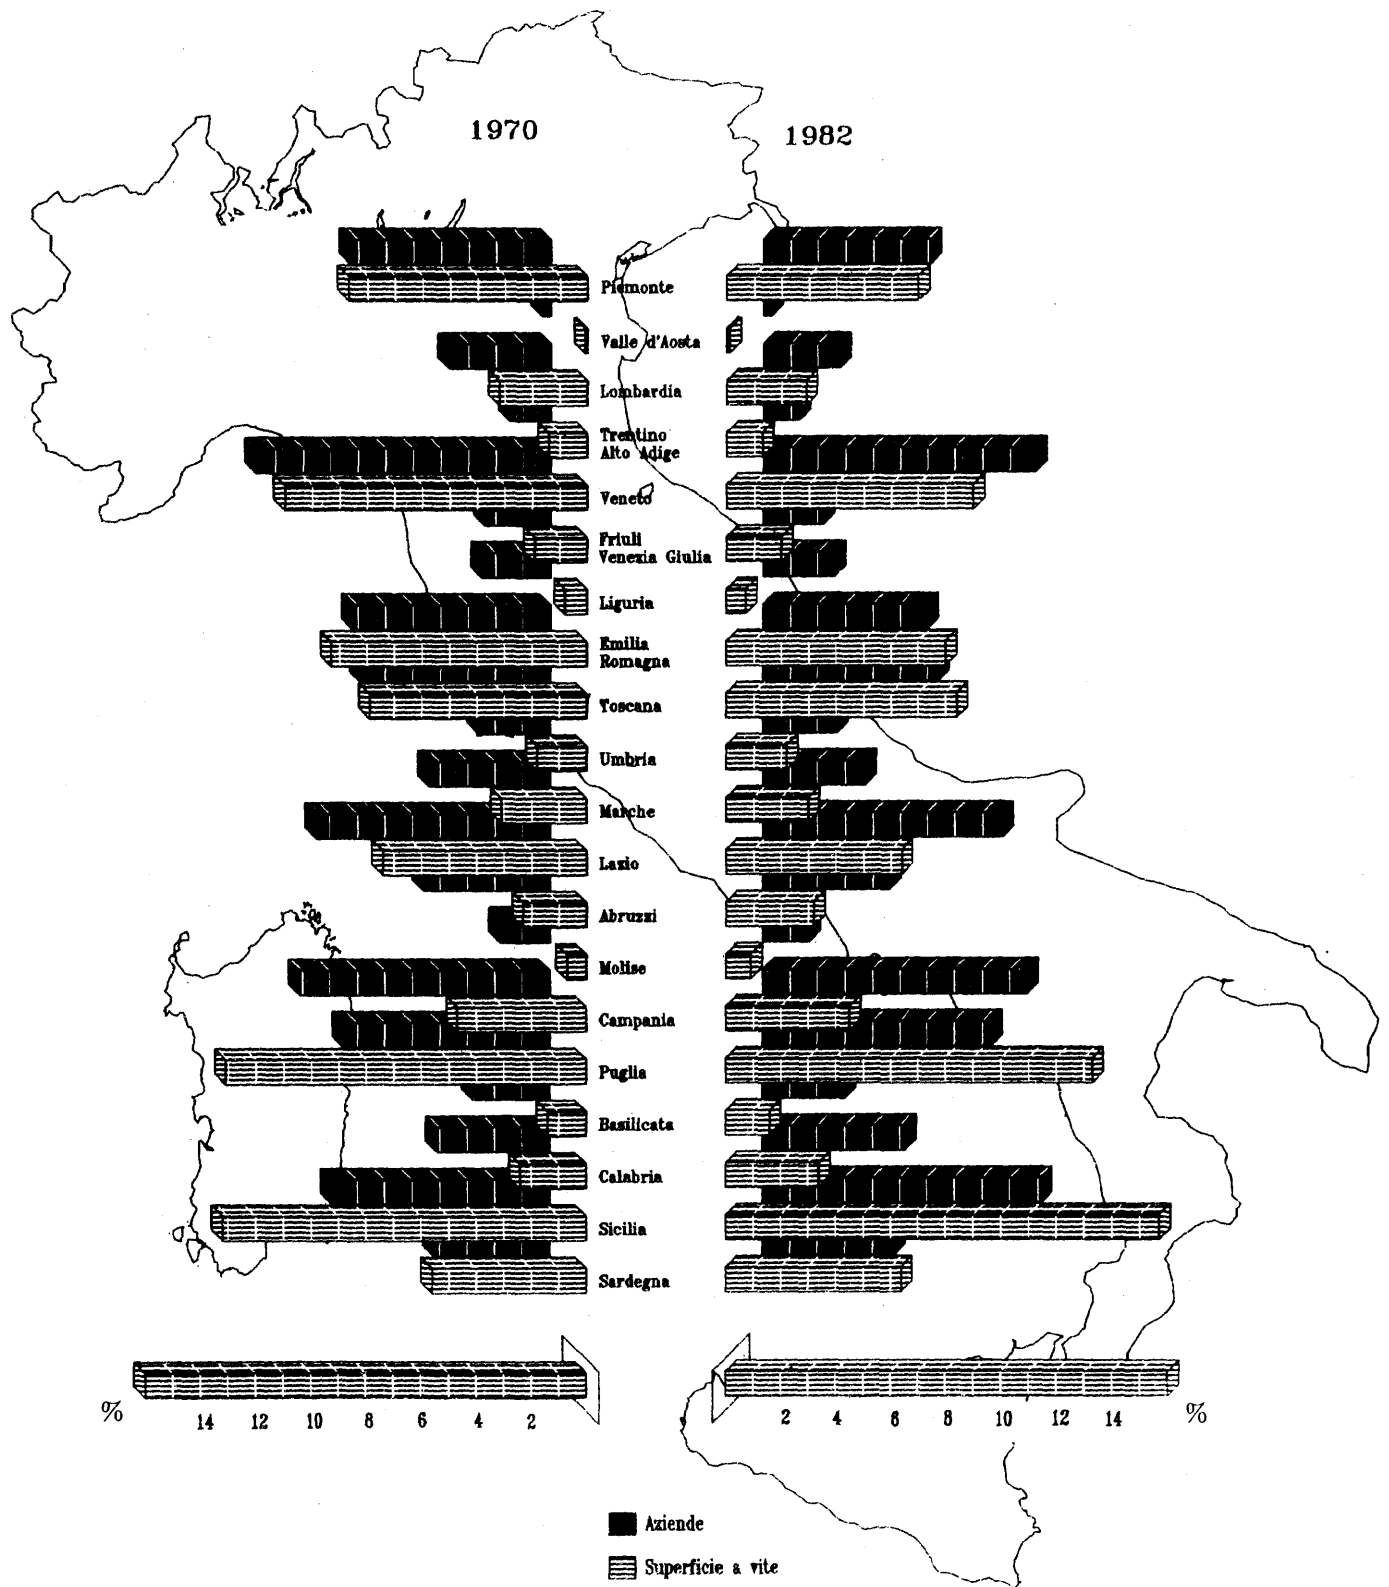 1970
1982
Piemonte
Valle d'Aosta
Lombardia
Trentino
Alto Adige
Veneto
Friuli
Venezia Giulia
Liguria
Emilia
Romagna
Toscana
Umbria
Marche
Lazio
Abruzzi
Molise
Campania
Puglia
Basilicata
Calabria
Sicilia
Sardegna
% 14 12 10 8 6 4 2
2 4 6 8 10 12 14 %
Aziende
Superficie a vite